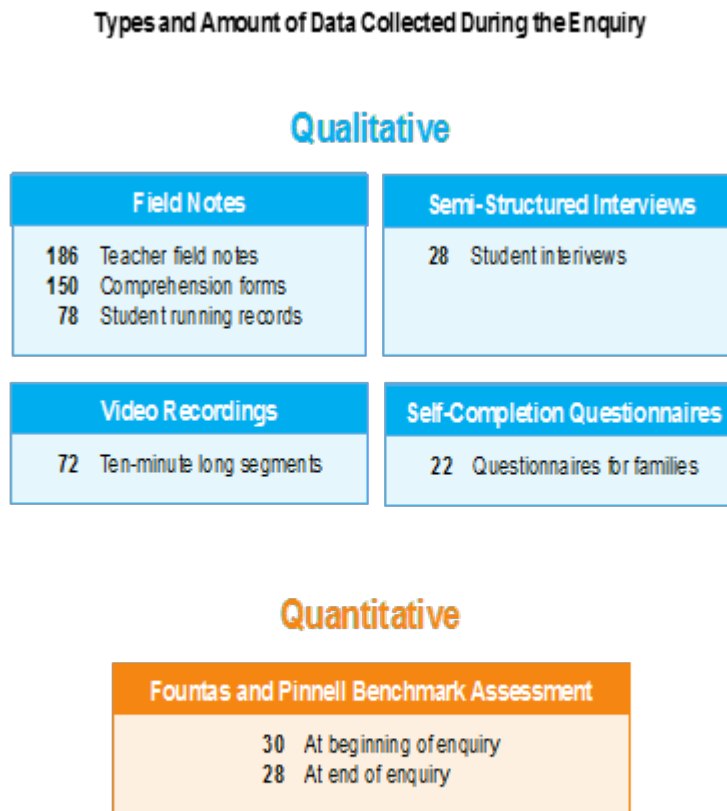 Types and Amount of Data Collected During the Enquiry
Qualitative
Field Notes
186 Teacher field notes
150 Comprehension forms
78 Student running records
Semi-Structured Interviews
28 Student interivews
Video Recordings
72 Ten-minute long segments
Self-Completion Questionnaires
22 Questionnaires for families
Quantitative
Fountas and Pinnell Benchmark Assessment
30 At beginning of enquiry
28 At end of enquiry